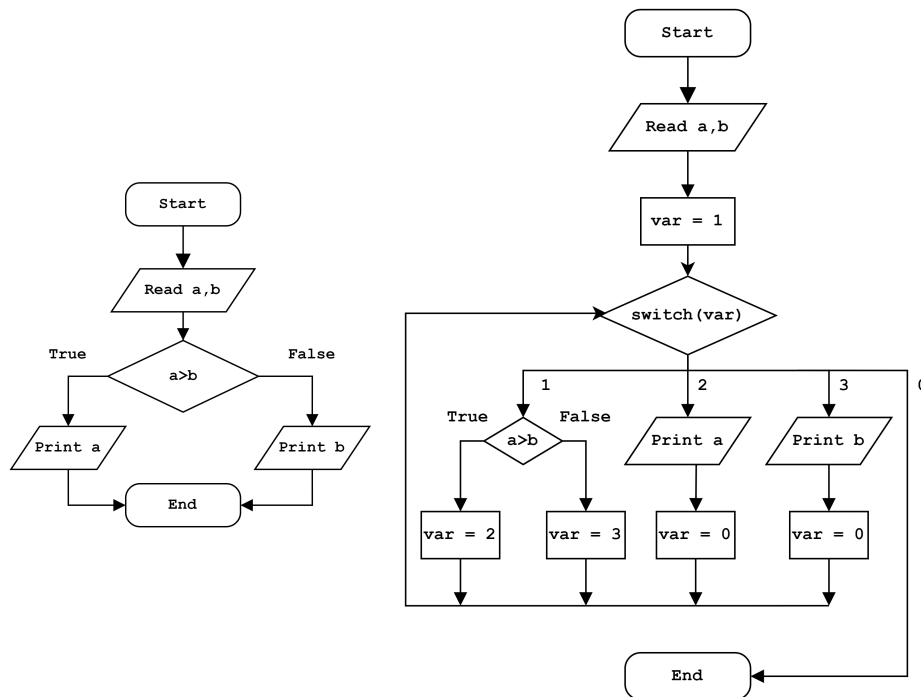 Start
Read a,b
True
False
a>b
Print a
Print b
End
Start
Read a,b
var = 1
switch(var)
1
2
3
0
True
False
a>b
Print a
Print b
var = 2
var = 3
var = 0
var = 0
End